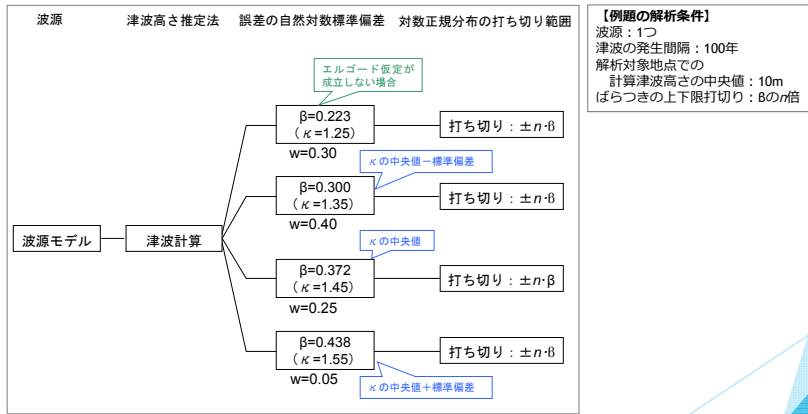 波源 津波高さ推定法 誤差の自然対数標準偏差 対数正規分布の打ち切り範囲
エルゴード仮定が
成立しない場合
β=0.223
(κ=1.25)
打ち切り：±n·ß
w=0.30
κの中央値－標準偏差
β=0.300
(κ=1.35)
打ち切り：±n·ß
w=0.40
波源モデル 津波計算
κの中央値
β=0.372
(κ=1.45)
打ち切り：±n·β
w=0.25
β=0.438
(κ=1.55)
打ち切り：±n·ß
w=0.05
κの中央値＋標準偏差
【例題の解析条件】
波源：1つ
津波の発生間隔：100年
解析対象地点での
計算津波高さの中央値：10m
ばらつきの上下限打切り：ßのn倍